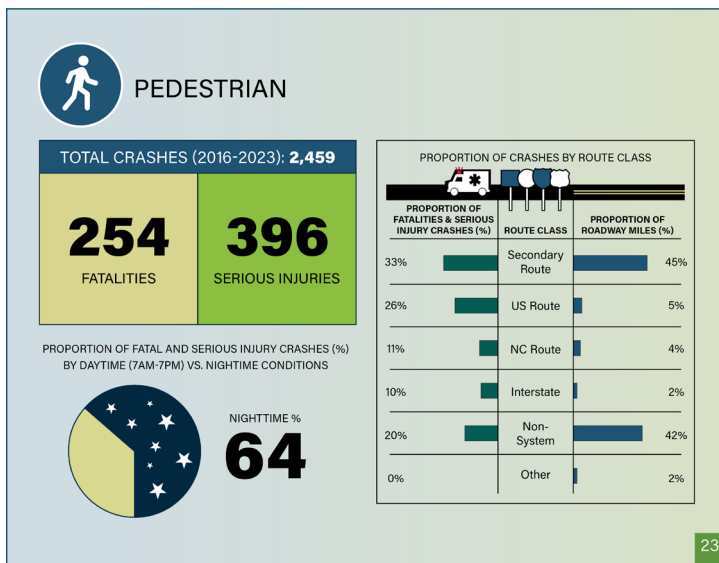 PEDESTRIAN
TOTAL CRASHES (2016-2023): 2,459
254
FATALITIES
396
SERIOUS INJURIES
PROPORTION OF FATAL AND SERIOUS INJURY CRASHES (%)
BY DAYTIME (7AM-7PM) VS. NIGHTIME CONDITIONS
NIGHTTIME %
64
PROPORTION OF CRASHES BY ROUTE CLASS
PROPORTION OF
FATALITIES & SERIOUS
INJURY CRASHES (%)
ROUTE CLASS
PROPORTION OF
ROADWAY MILES (%)
33%
Secondary
Route
45%
26%
US Route
5%
11%
NC Route
4%
10%
Interstate
2%
20%
Non-
System
42%
0%
Other
2%
23